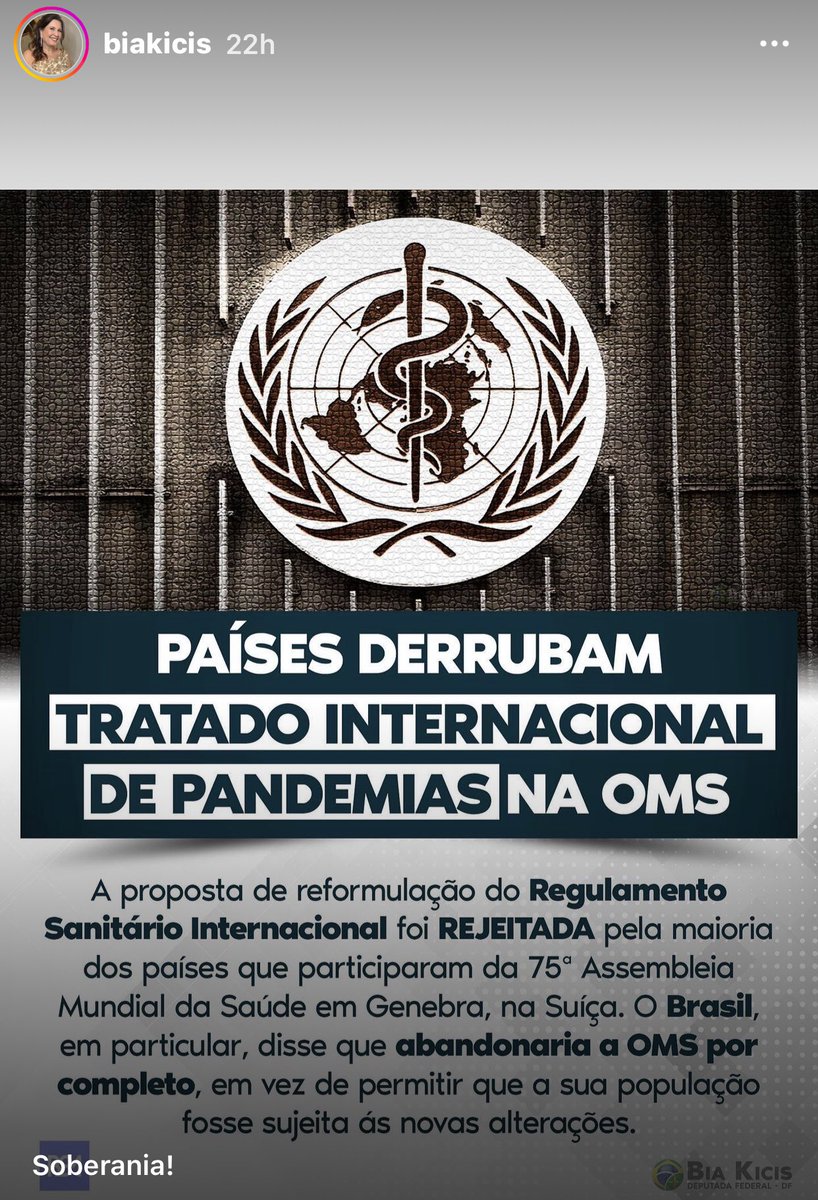 biakicis 22h
PAÍSES DERRUBAM
TRATADO INTERNACIONAL
DE PANDEMIAS NA OMS
A proposta de reformulação do Regulamento
Sanitário Internacional foi REJEITADA pela maioria
dos países que participaram da 75ª Assembleia
Mundial da Saúde em Genebra, na Suíça. O Brasil,
em particular, disse que abandonaria a OMS por
completo, em vez de permitir que a sua população
fosse sujeita ás novas alterações.
Soberania!
BIA KICIS
DEPUTADA FEDERAL - DF